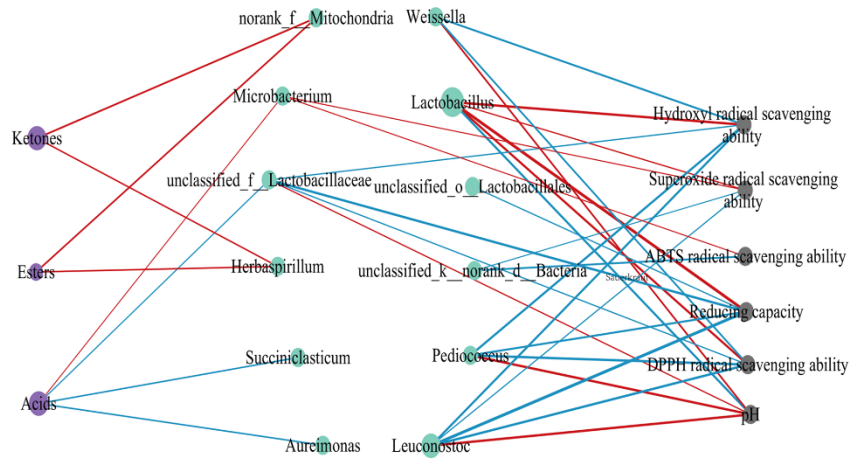 norank_f__Mitochondria
Weissella
Microbacterium
Lactobacillus
Ketones
Hydroxyl radical scavenging
ability
unclassified_f__Lactobacillaceae
unclassified_o__Lactobacillales
Superoxide radical scavenging
ability
Esters
Herbaspirillum
unclassified_k__norank_d__Bacteria
Sauerkraut
ABTS radical scavenging ability
Reducing capacity
Succiniclasticum
Pediococcus
DPPH radical scavenging ability
Acids
pH
Aureimonas
Leuconostoc